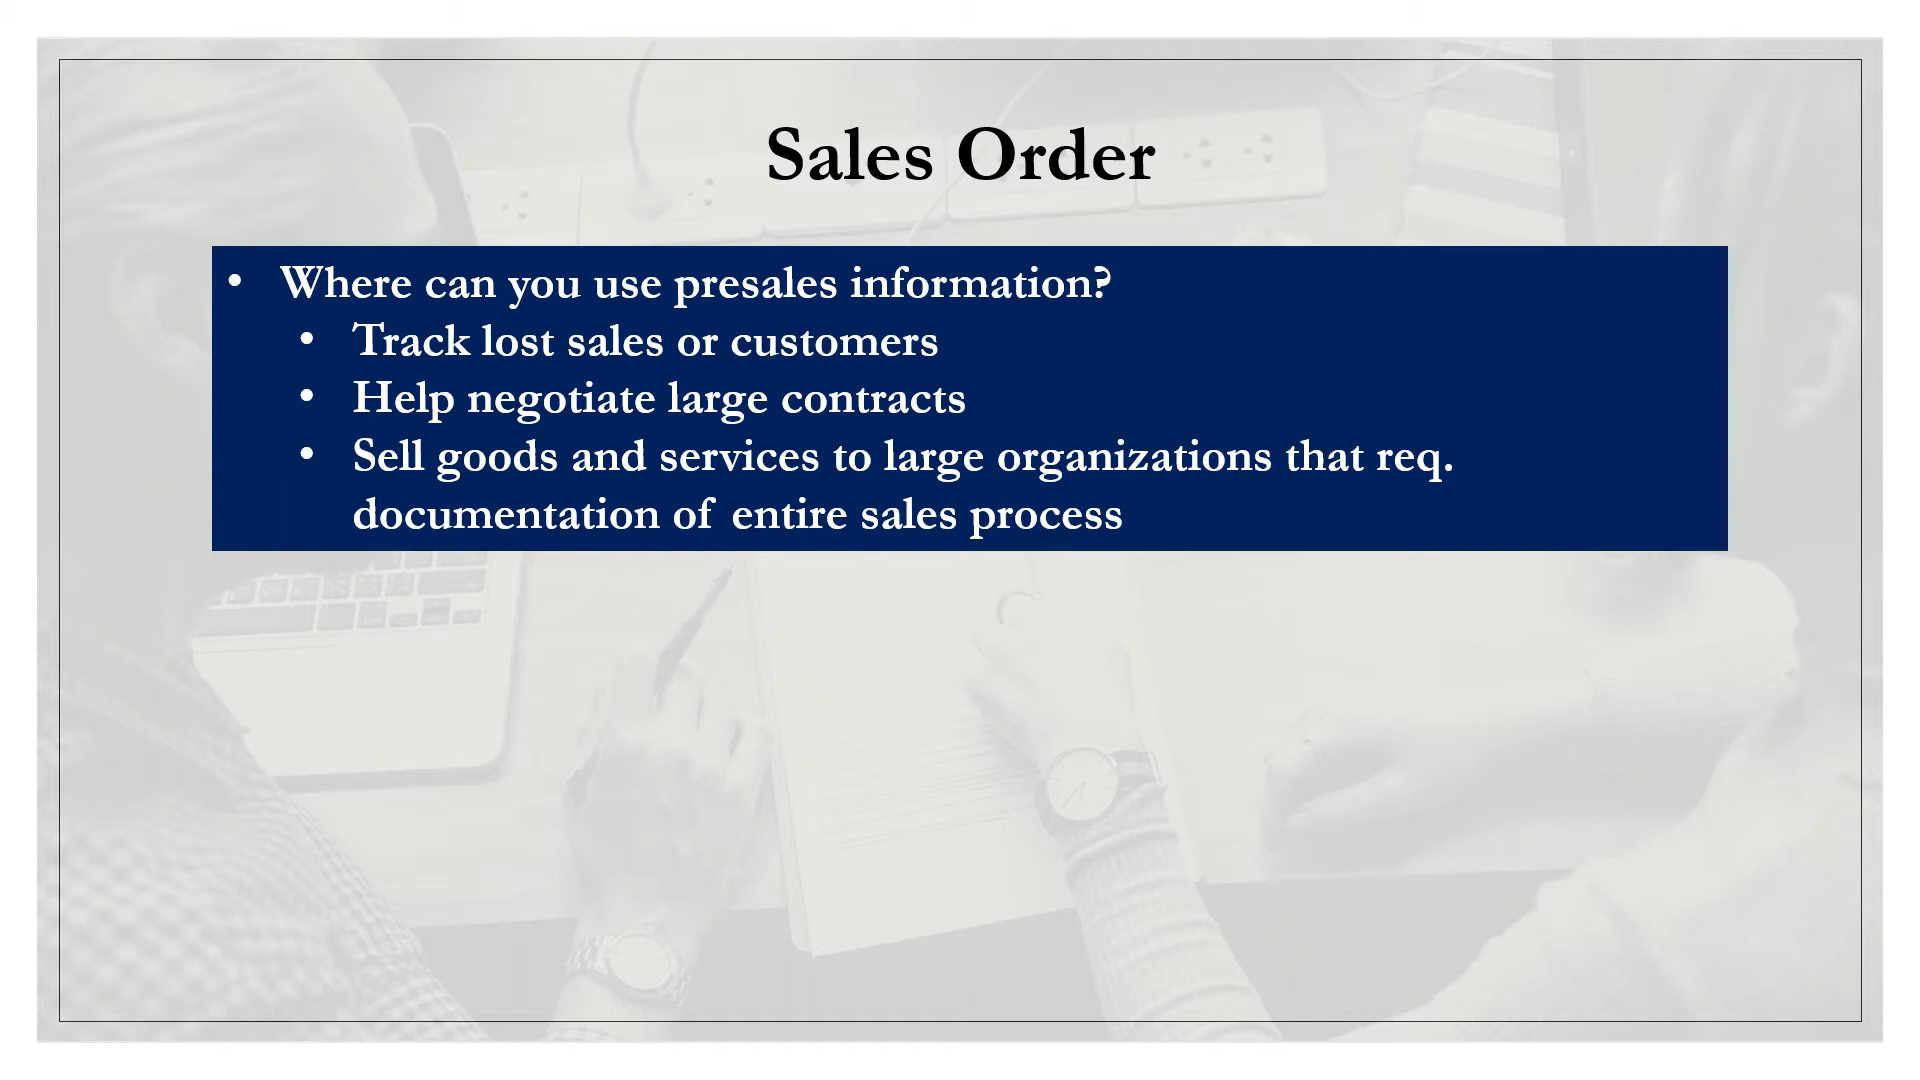 Sales Order
• Where can you use presales information?
• Track lost sales or customers
• Help negotiate large contracts
• Sell goods and services to large organizations that req.
documentation of entire sales process